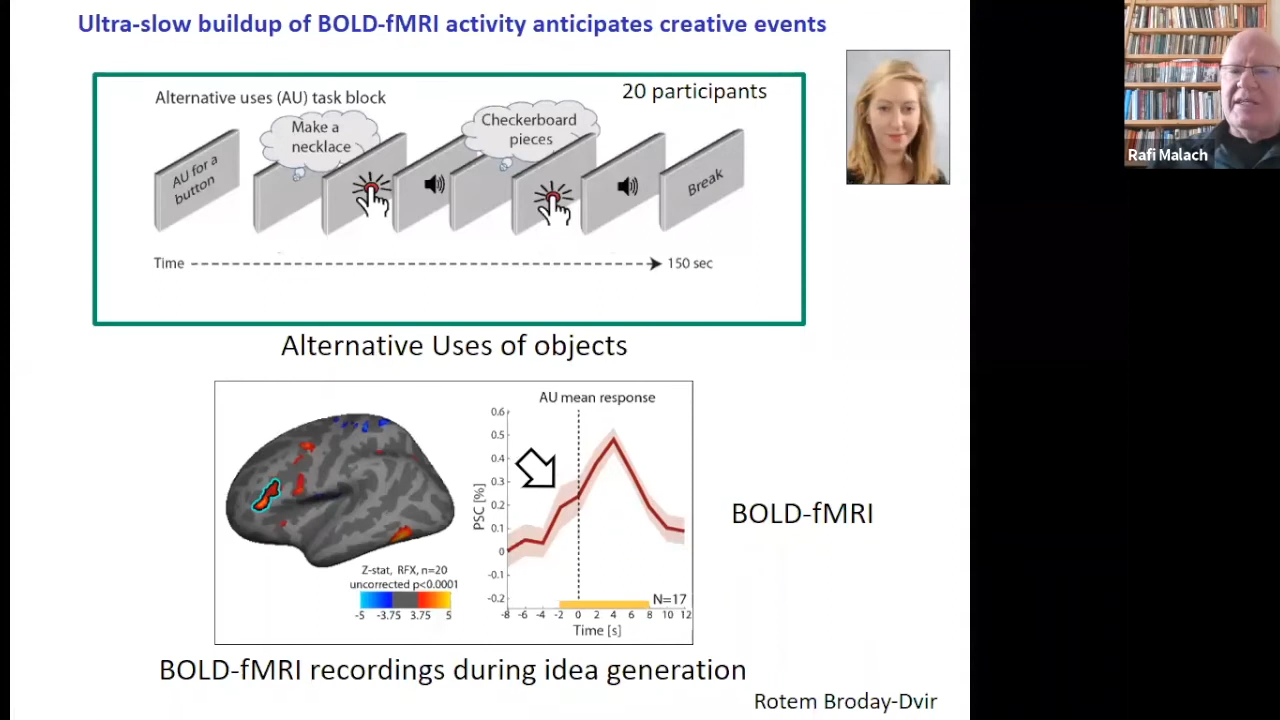 Ultra-slow buildup of BOLD-fMRI activity anticipates creative events
Alternative uses (AU) task block
20 participants
AU for a
button
Make a
necklace
Checkerboard
pieces
Break
Time
150 sec
Rafi Malach
Alternative Uses of objects
AU mean response
0.6
0.5
0.4
0.3
0.2
0.1
0
-0.1
-0.2
PSC [%]
N=17
-8 -6 -4 -2 0 2 4 6 8 10 12
Time [s]
Z-stat, RFX, n=20
uncorrected p<0.0001
-5 -3.75 3.75 5
BOLD-fMRI
BOLD-fMRI recordings during idea generation
Rotem Broday-Dvir